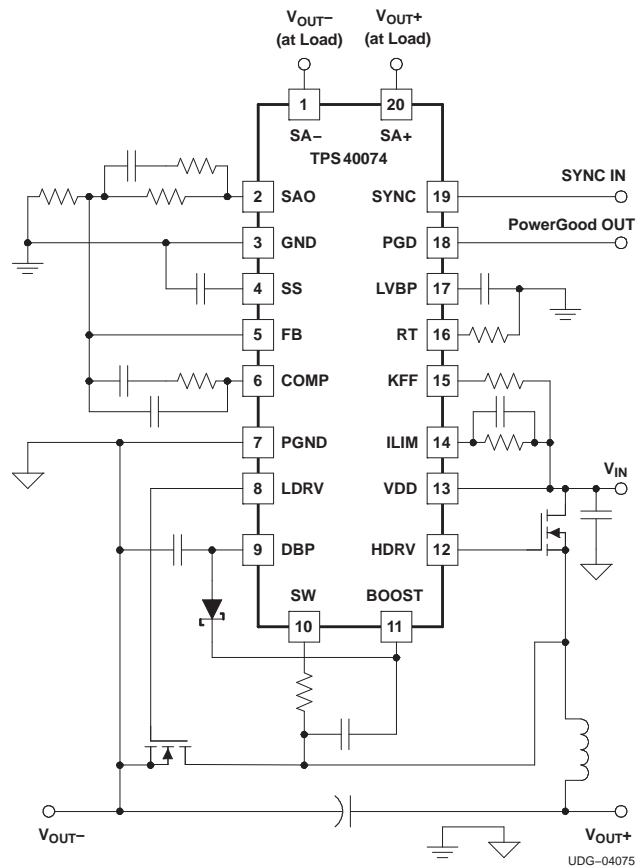 VOUT− VOUT+
(at Load) (at Load)
1 20
SA− SA+
TPS40074
SYNC IN
2 SAO SYNC 19
PowerGood OUT
3 GND PGD 18
4 SS LVBP 17
5 FB RT 16
6 COMP KFF 15
7 PGND ILIM 14
VIN
8 LDRV VDD 13
9 DBP HDRV 12
SW BOOST
10 11
VOUT− VOUT+
UDG−04075